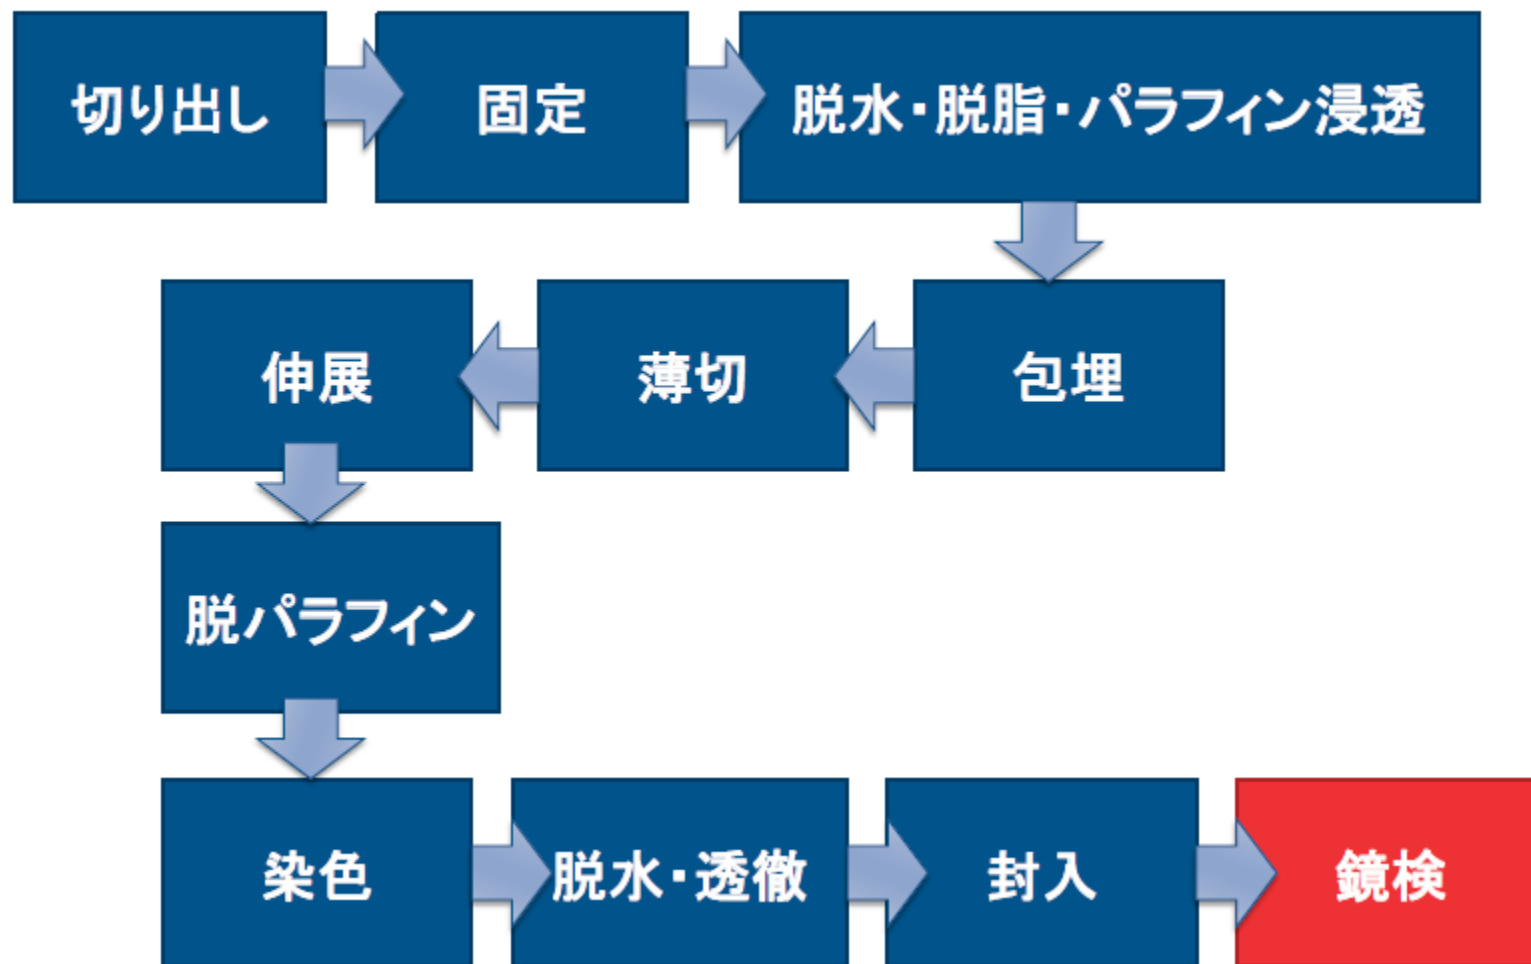 切り出し
固定
脱水・脱脂・パラフィン浸透
包埋
薄切
伸展
脱パラフィン
染色
脱水・透徹
封入
鏡検